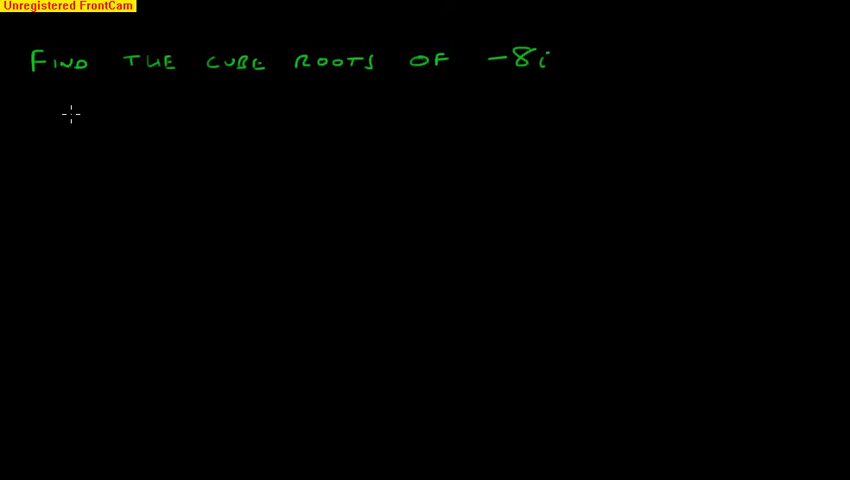 Unregistered FrontCam
FIND THE CUBE ROOTS OF -8i